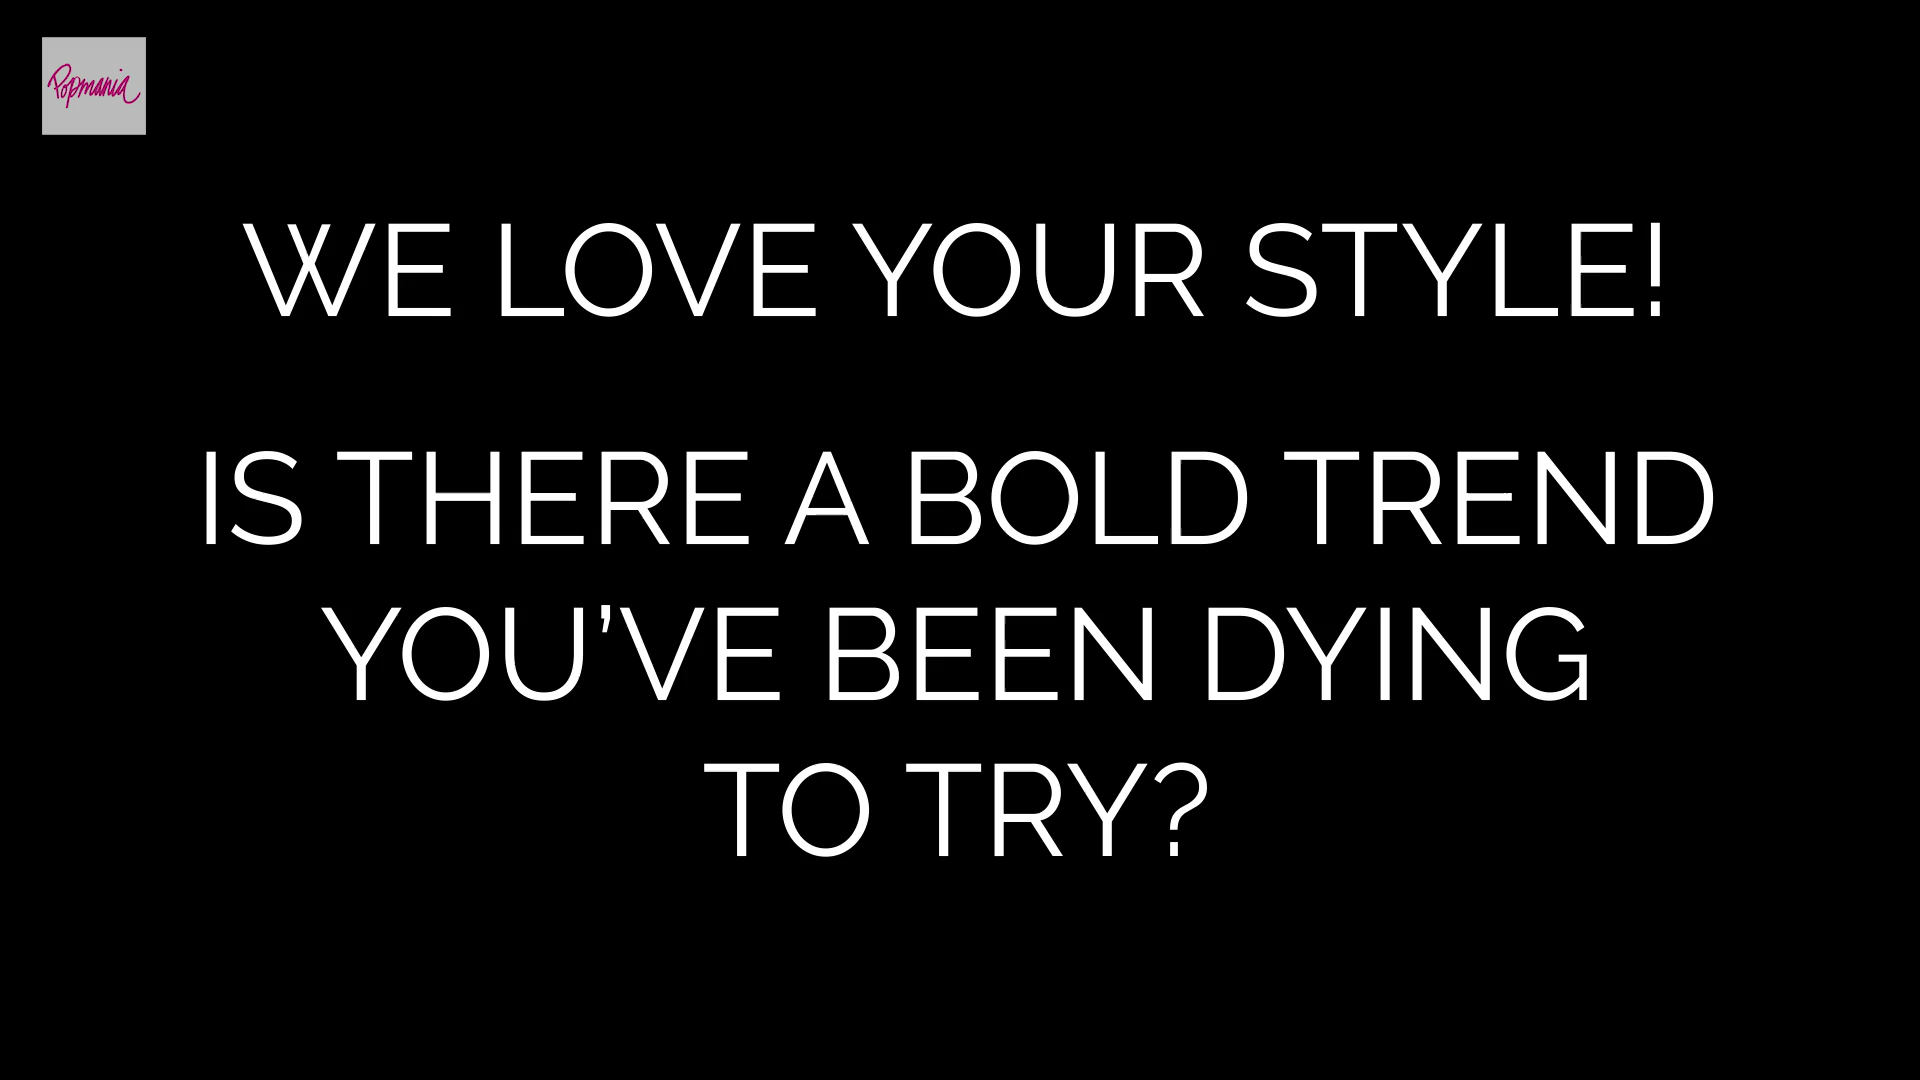 Popmania
WE LOVE YOUR STYLE!
IS THERE A BOLD TREND
YOU’VE BEEN DYING
TO TRY?